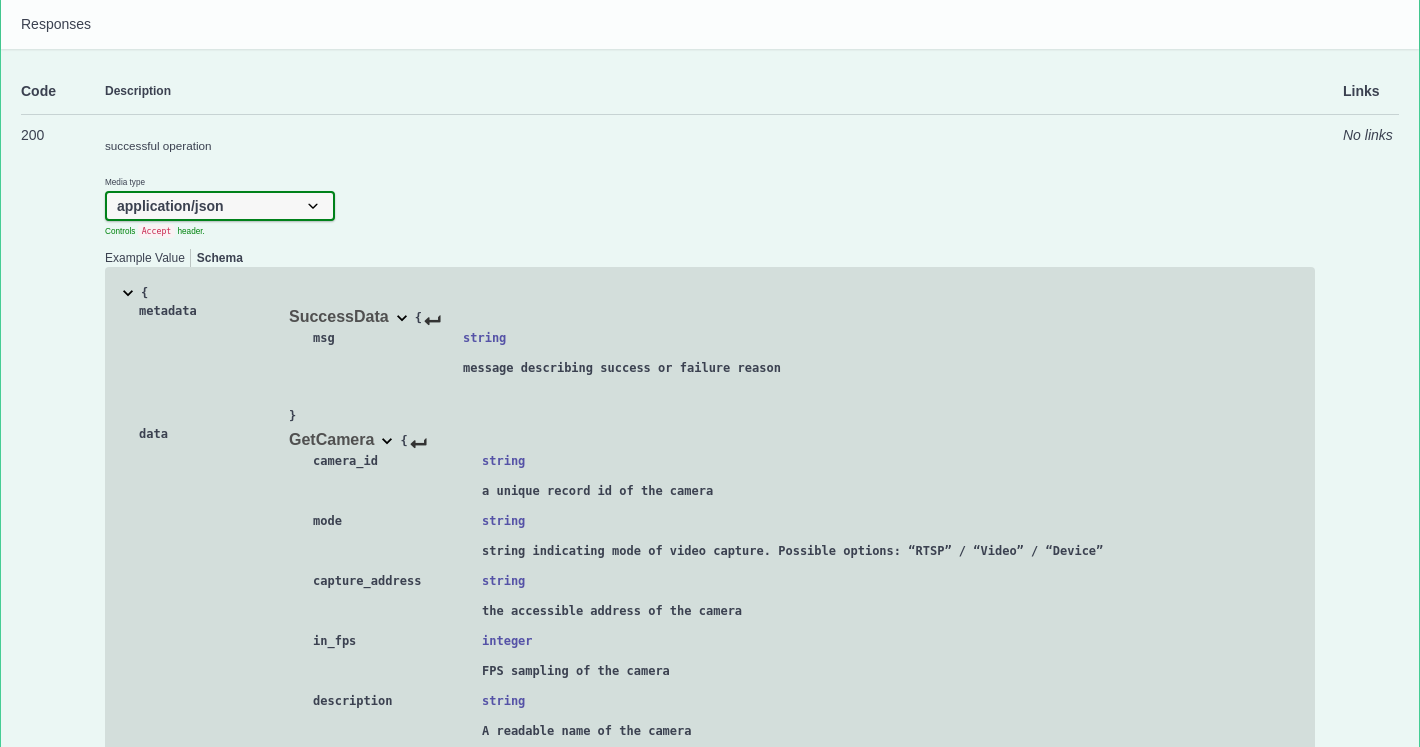 Responses
Code Description Links
200 No links
successful operation
Media type
application/json
Controls Accept header.
Example Value Schema
{
metadata SuccessData {
msg string
message describing success or failure reason
}
data GetCamera {
camera_id string
a unique record id of the camera
mode string
string indicating mode of video capture. Possible options: “RTSP” / “Video” / “Device”
capture_address string
the accessible address of the camera
in_fps integer
FPS sampling of the camera
description string
A readable name of the camera